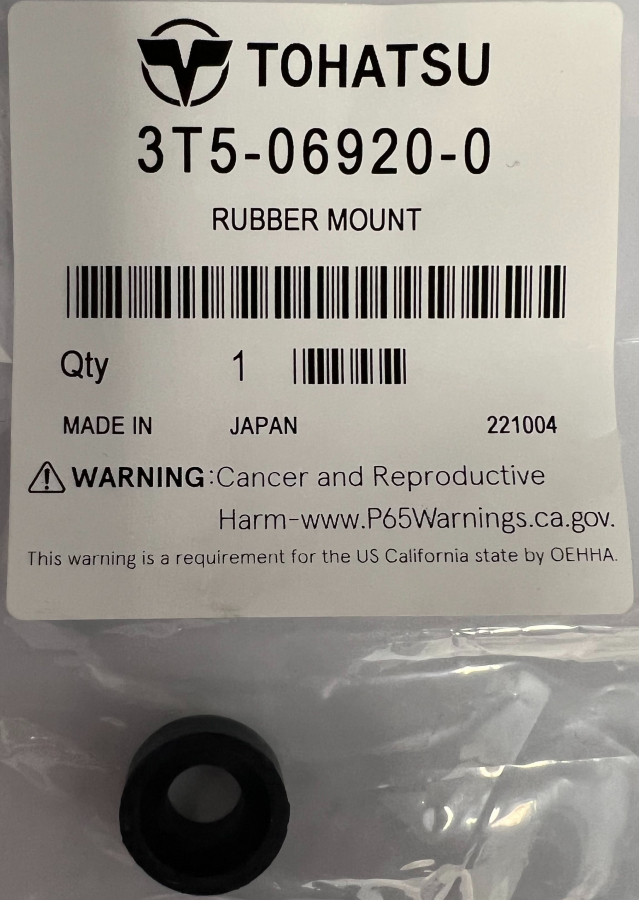 TOHATSU
3T5-06920-0
RUBBER MOUNT
Qty 1
MADE IN JAPAN 221004
WARNING:Cancer and Reproductive
Harm-www.P65Warnings.ca.gov.
This warning is a requirement for the US California state by OEHHA.